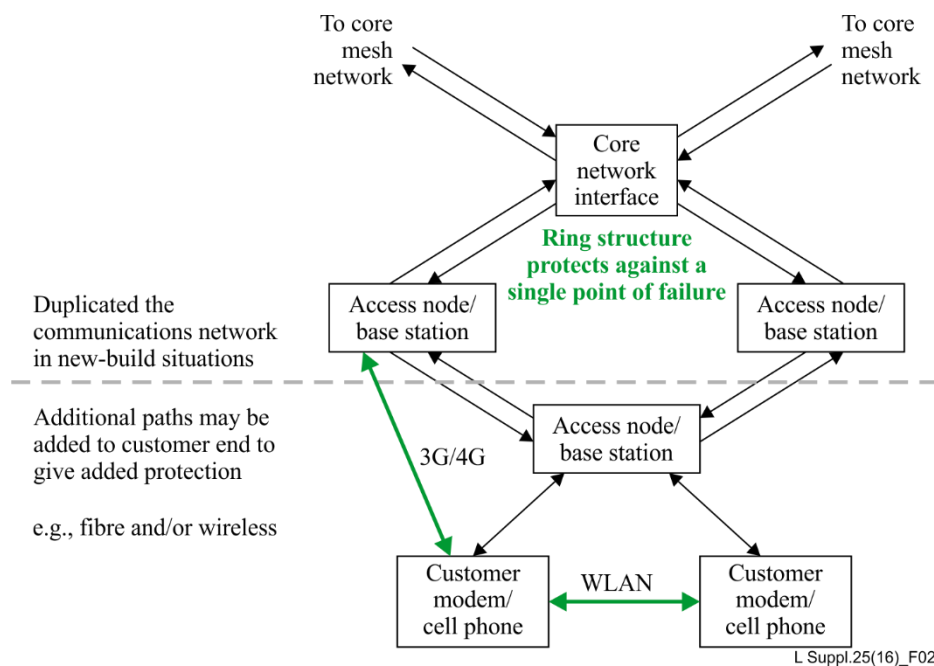 To core
mesh
network
To core
mesh
network
Core
network
interface
Ring structure
protects against a
single point of failure
Duplicated the
communications network
in new-build situations
Access node/
base station
Access node/
base station
Additional paths may be
added to customer end to
give added protection
e.g., fibre and/or wireless
3G/4G
Access node/
base station
Customer
modem/
cell phone
WLAN
Customer
modem/
cell phone
L Suppl.25(16)_F02